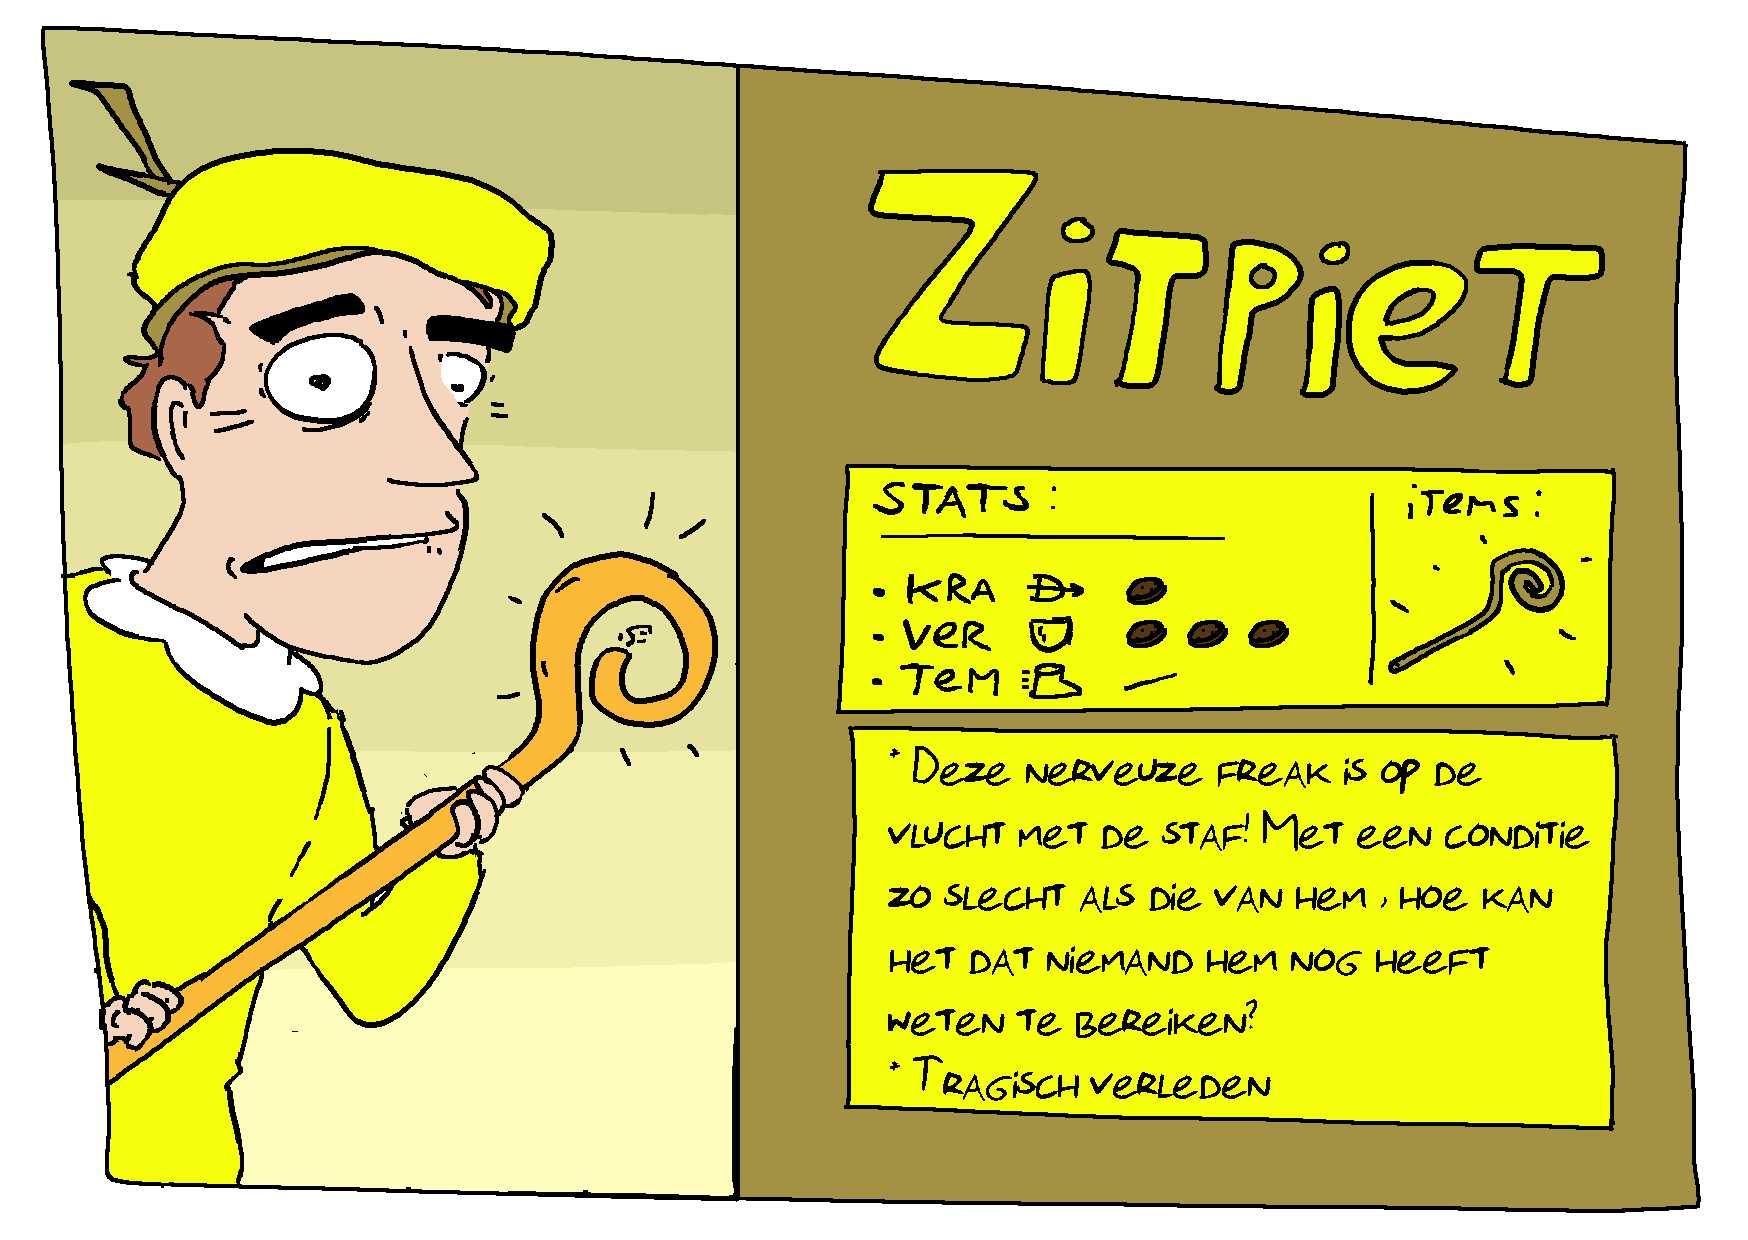 ZiTPieT
STATS:
iTems:
• KRA
• VeR
• TeM
* Deze nerveuze freak is op de
vlucht met de staf! Met een conditie
zo slecht als die van hem, hoe kan
het dat niemand hem nog heeft
weten te bereiken?
* Tragisch verleden